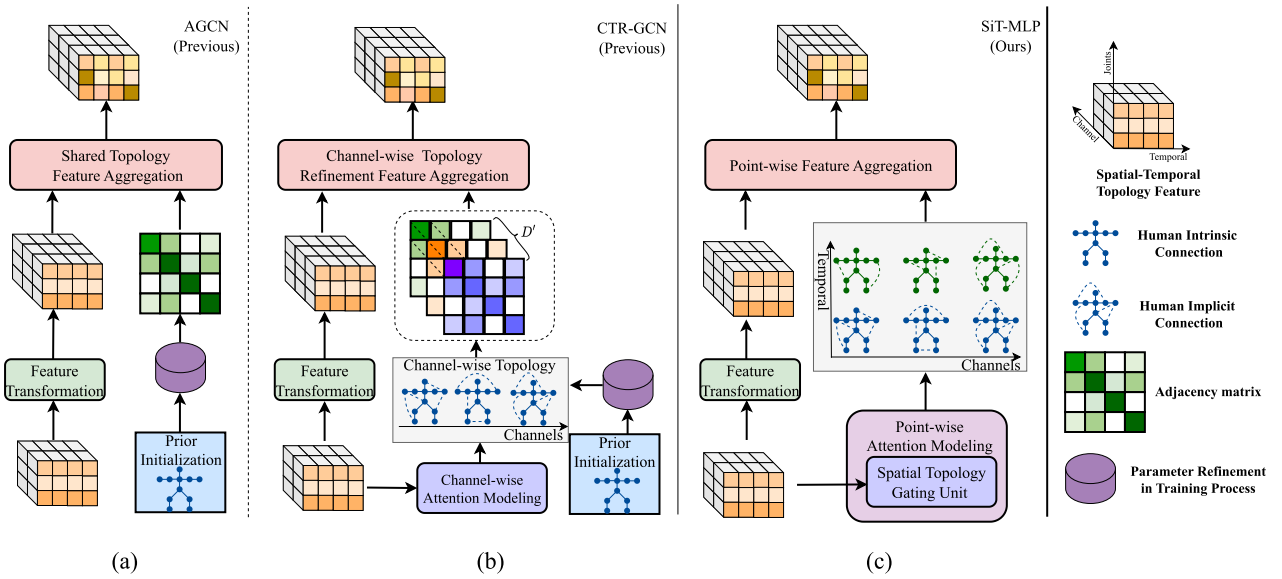 AGCN
(Previous)
Shared Topology
Feature Aggregation
Feature
Transformation
Prior
Initialization
(a)
CTR-GCN
(Previous)
Channel-wise Topology
Refinement Feature Aggregation
D'
Feature
Transformation
Channel-wise Topology
Channels
Channel-wise
Attention Modeling
Prior
Initialization
(b)
SiT-MLP
(Ours)
Point-wise Feature Aggregation
Temporal
Channels
Feature
Transformation
Point-wise
Attention Modeling
Spatial Topology
Gating Unit
(c)
Joints
Channel
Temporal
Spatial-Temporal
Topology Feature
Human Intrinsic
Connection
Human Implicit
Connection
Adjacency matrix
Parameter Refinement
in Training Process